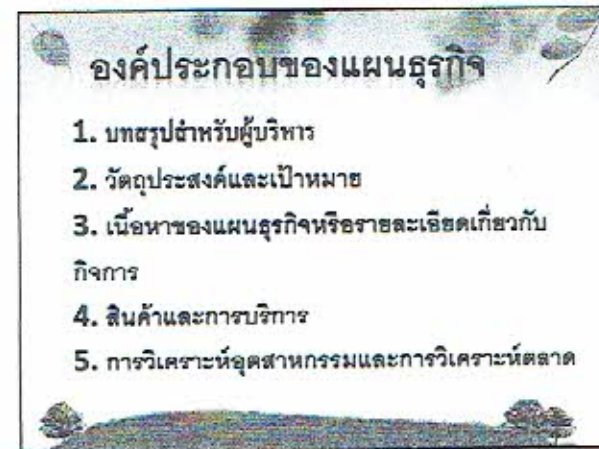 องค์ประกอบของแผนธุรกิจ
1. บทสรุปสำหรับผู้บริหาร
2. วัตถุประสงค์และเป้าหมาย
3. เนื้อหาของแผนธุรกิจหรือรายละเอียดเกี่ยวกับ
กิจการ
4. สินค้าและการบริการ
5. การวิเคราะห์อุตสาหกรรมและการวิเคราะห์ตลาด